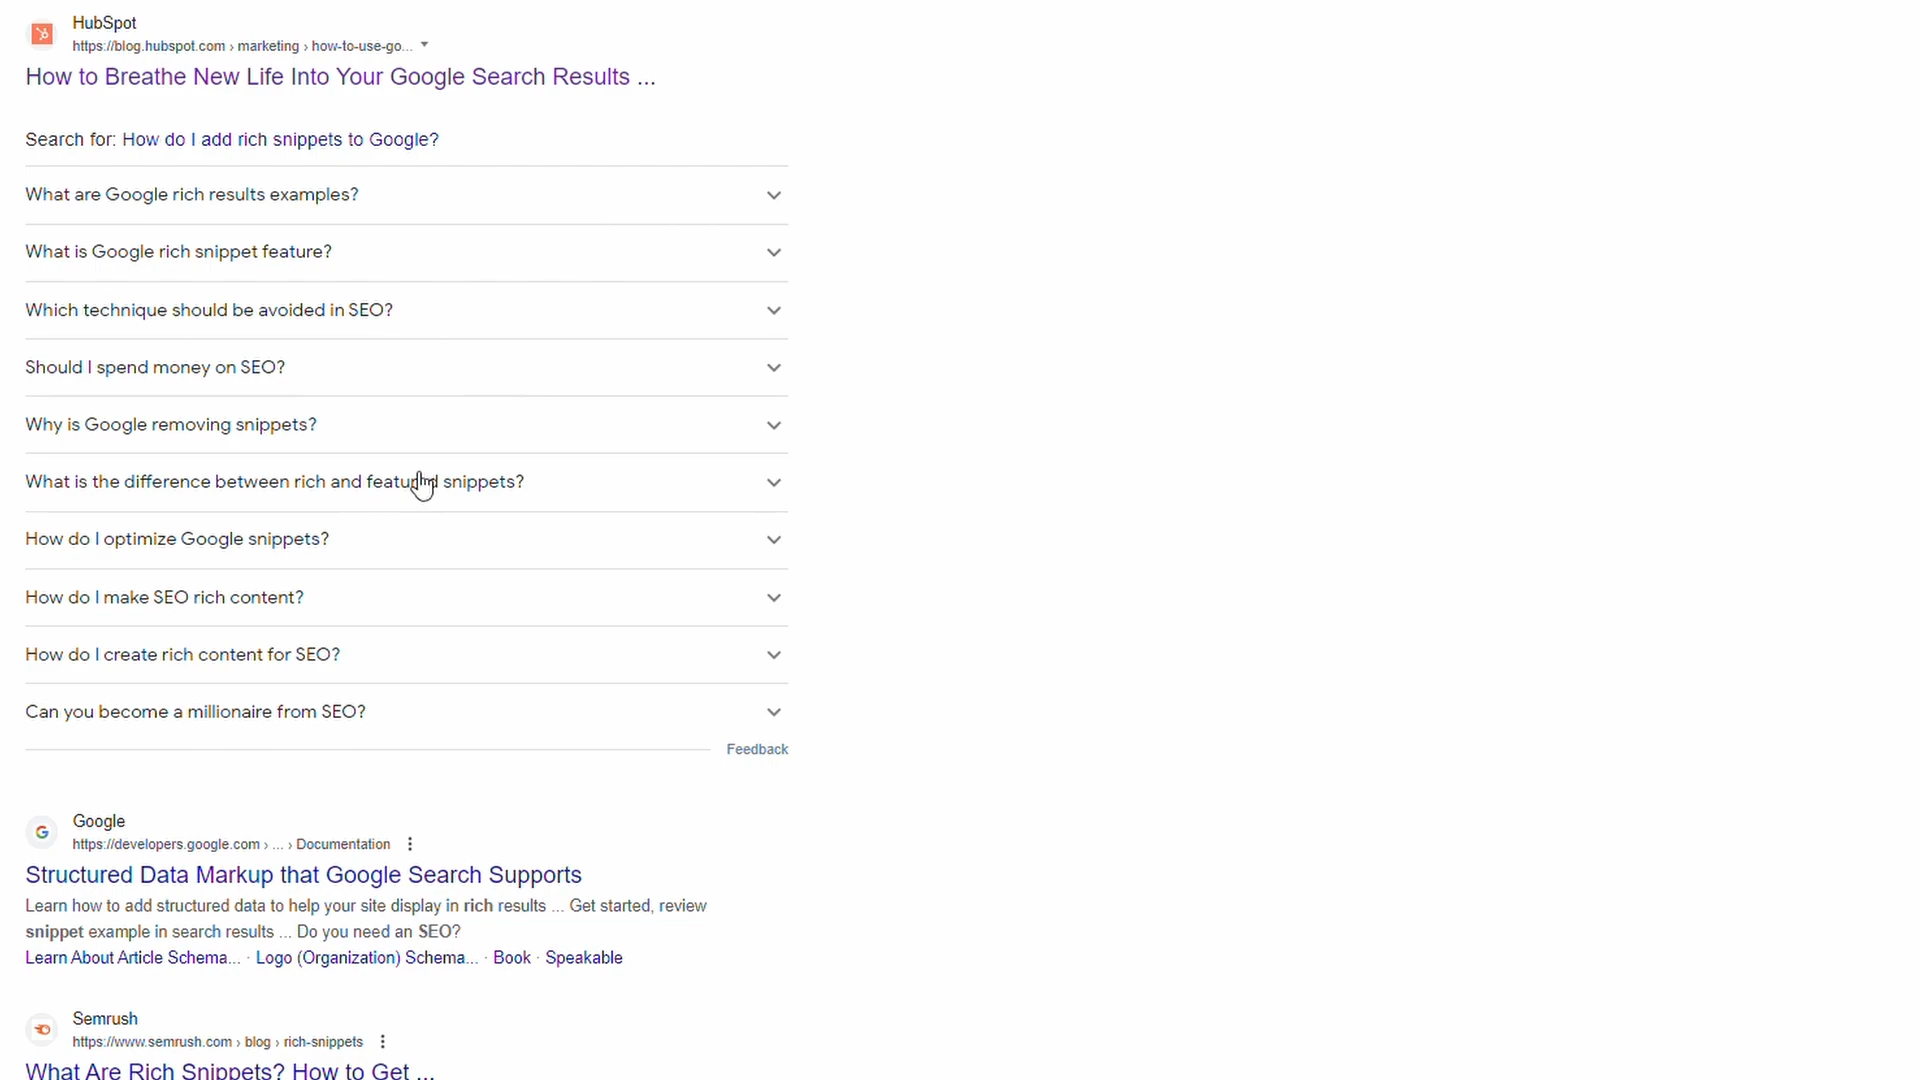 HubSpot
https://blog.hubspot.com › marketing › how-to-use-go...
How to Breathe New Life Into Your Google Search Results ...
Search for: How do I add rich snippets to Google?
What are Google rich results examples?
What is Google rich snippet feature?
Which technique should be avoided in SEO?
Should I spend money on SEO?
Why is Google removing snippets?
What is the difference between rich and featured snippets?
How do I optimize Google snippets?
How do I make SEO rich content?
How do I create rich content for SEO?
Can you become a millionaire from SEO?
Feedback
Google
https://developers.google.com › ... › Documentation
Structured Data Markup that Google Search Supports
Learn how to add structured data to help your site display in rich results ... Get started, review
snippet example in search results ... Do you need an SEO?
Learn About Article Schema... · Logo (Organization) Schema... · Book · Speakable
Semrush
https://www.semrush.com › blog › rich-snippets
What Are Rich Snippets? How to Get ...